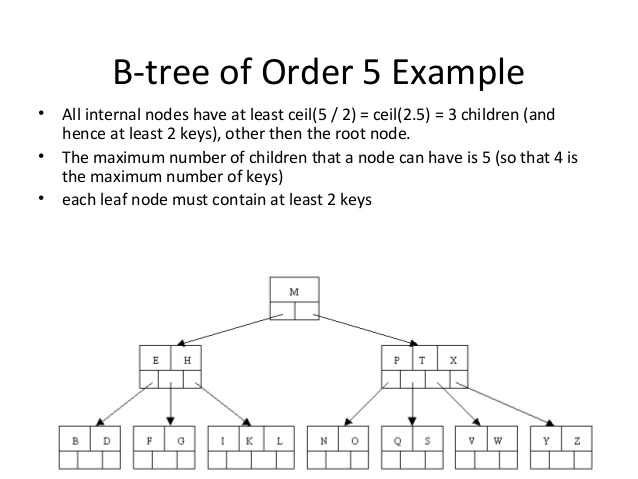 B-tree of Order 5 Example
• All internal nodes have at least ceil(5 / 2) = ceil(2.5) = 3 children (and
hence at least 2 keys), other then the root node.
• The maximum number of children that a node can have is 5 (so that 4 is
the maximum number of keys)
• each leaf node must contain at least 2 keys
M
E H
P T X
B D
F G
I K L
N O
Q S
V W
Y Z